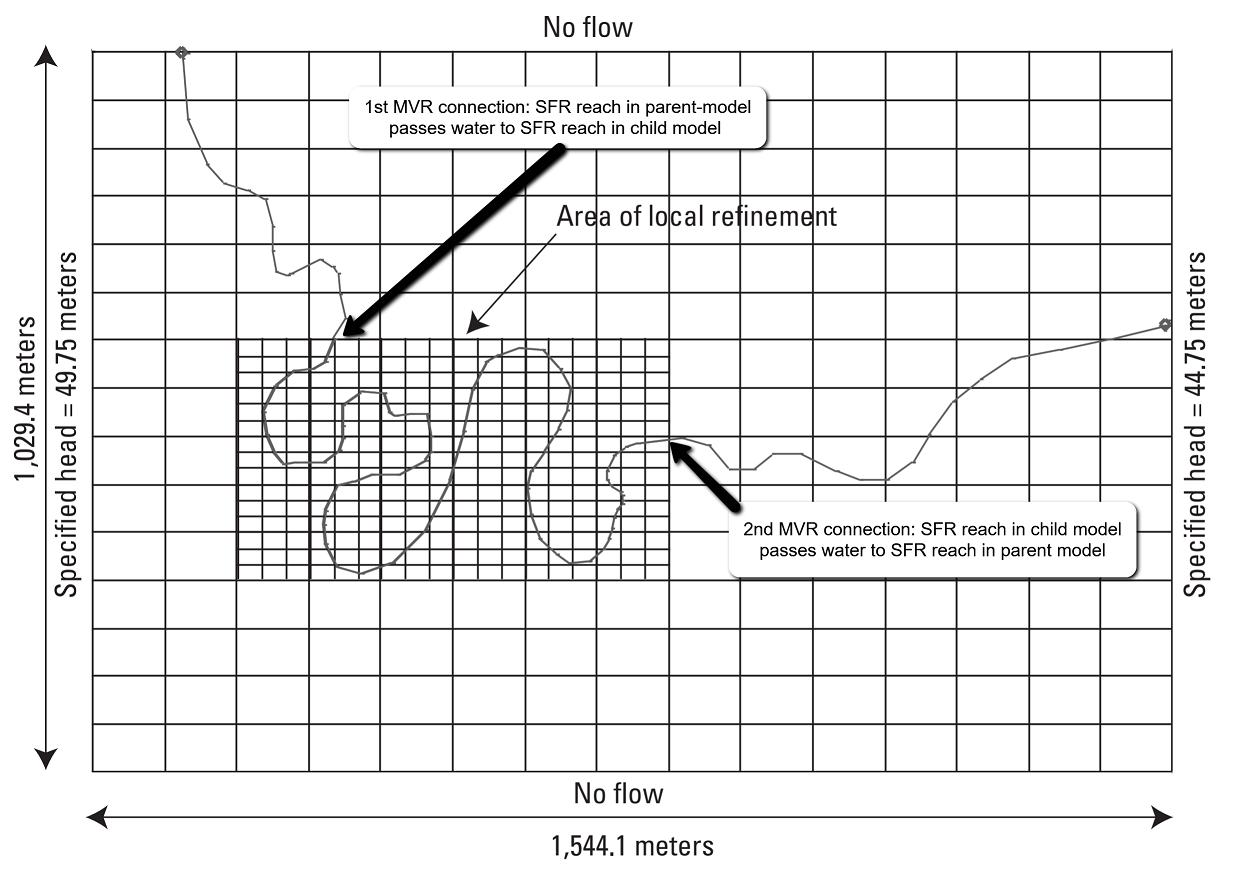 No flow
1st MVR connection: SFR reach in parent-model
passes water to SFR reach in child model
Area of local refinement
1,029.4 meters
Specified head = 49.75 meters
Specified head = 44.75 meters
2nd MVR connection: SFR reach in child model
passes water to SFR reach in parent model
No flow
1,544.1 meters